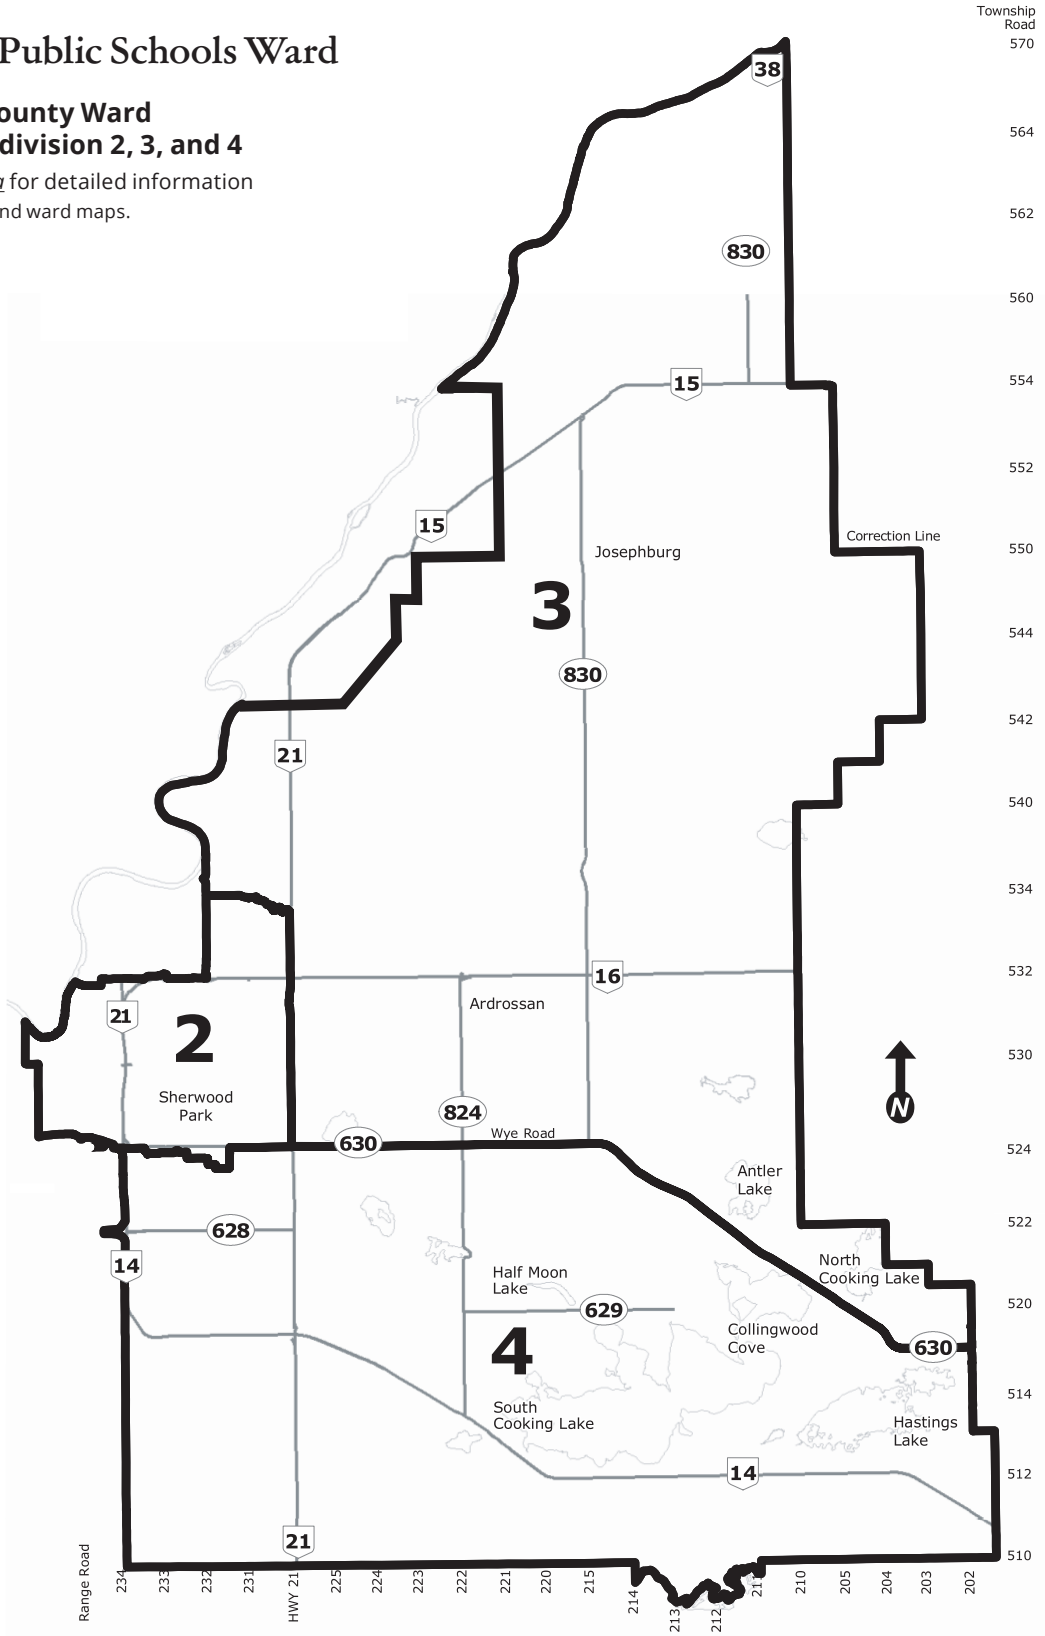 Township
Road
Public Schools Ward
570
38
ounty Ward
division 2, 3, and 4
564
for detailed information
nd ward maps.
562
830
560
554
15
552
15
Correction Line
550
Josephburg
3
544
830
542
21
540
534
532
16
Ardrossan
21
2
530
Sherwood
Park
N
824
Wye Road
630
524
Antler
Lake
628
522
14
North
Cooking Lake
Half Moon
Lake
629
520
Collingwood
Cove
4
630
514
South
Cooking Lake
Hastings
Lake
14
512
21
510
Range Road
234
233
232
231
HWY 21
225
224
223
222
221
220
215
214
213
212
211
210
205
204
203
202